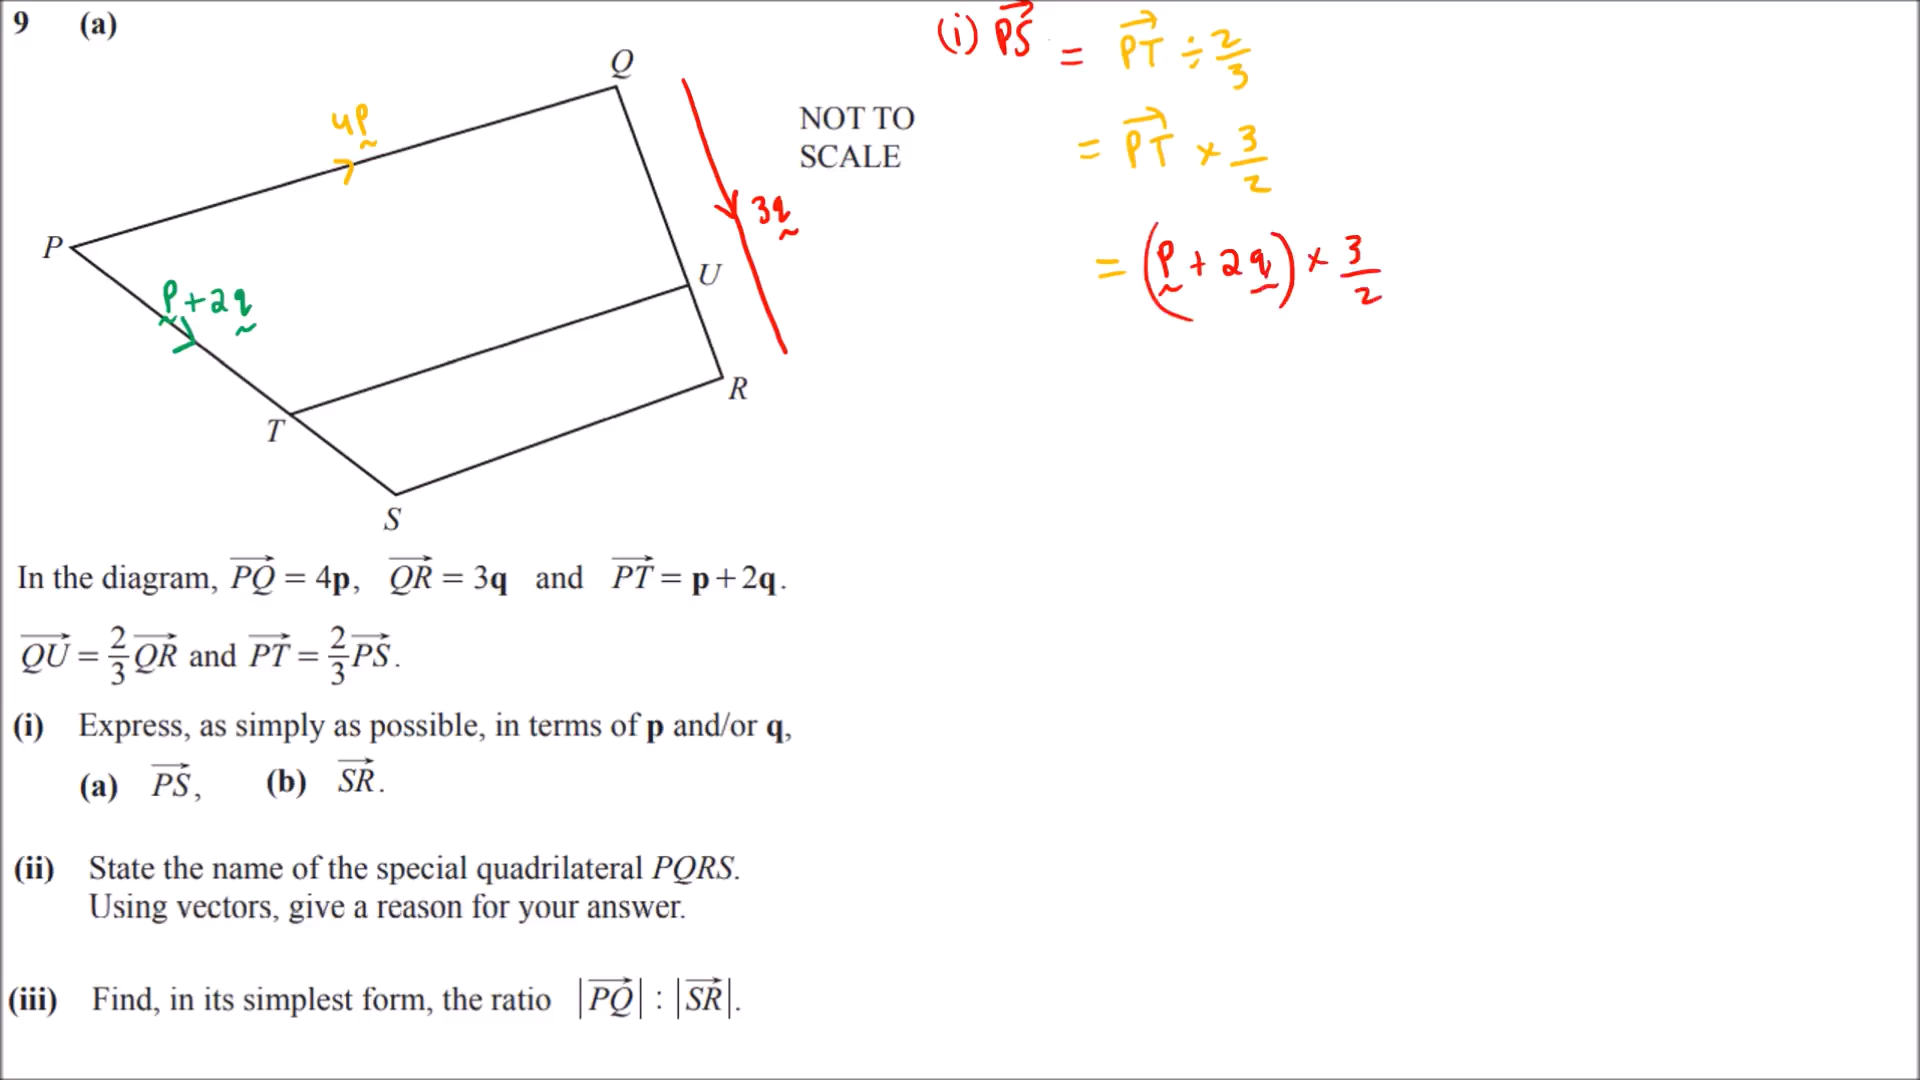 9 (a)
Q
4p
NOT TO
SCALE
P
3q
U
p+2q
R
T
S
In the diagram, PQ = 4p, QR = 3q and PT = p+2q.
QU = 2/3 QR and PT = 2/3 PS.
(i) Express, as simply as possible, in terms of p and/or q,
(a) PS, (b) SR.
(ii) State the name of the special quadrilateral PQRS.
Using vectors, give a reason for your answer.
(iii) Find, in its simplest form, the ratio |PQ| : |SR|.
(i) PS = PT ÷ 2/3
= PT × 3/2
= (p + 2q) × 3/2